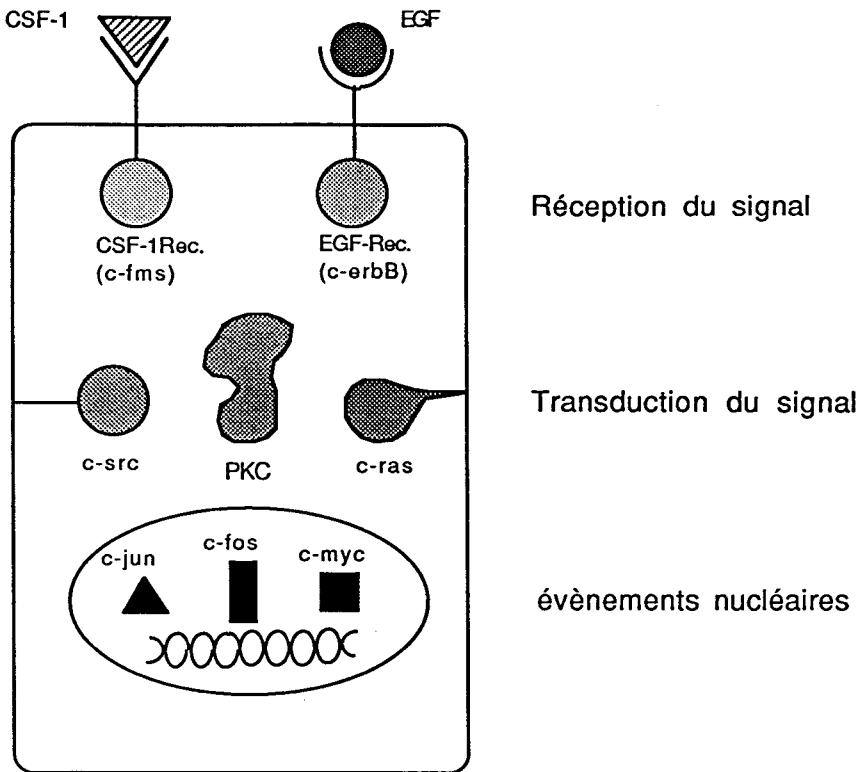 CSF-1
EGF
CSF-1Rec.
(c-fms)
EGF-Rec.
(c-erbB)
Réception du signal
c-src
PKC
c-ras
Transduction du signal
c-jun
c-fos
c-myc
évènements nucléaires